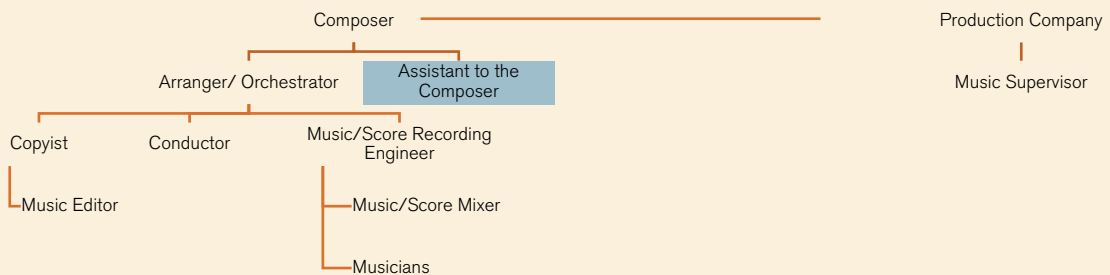 Composer
Production Company
Arranger/ Orchestrator
Assistant to the
Composer
Music Supervisor
Copyist
Conductor
Music/Score Recording
Engineer
Music Editor
Music/Score Mixer
Musicians